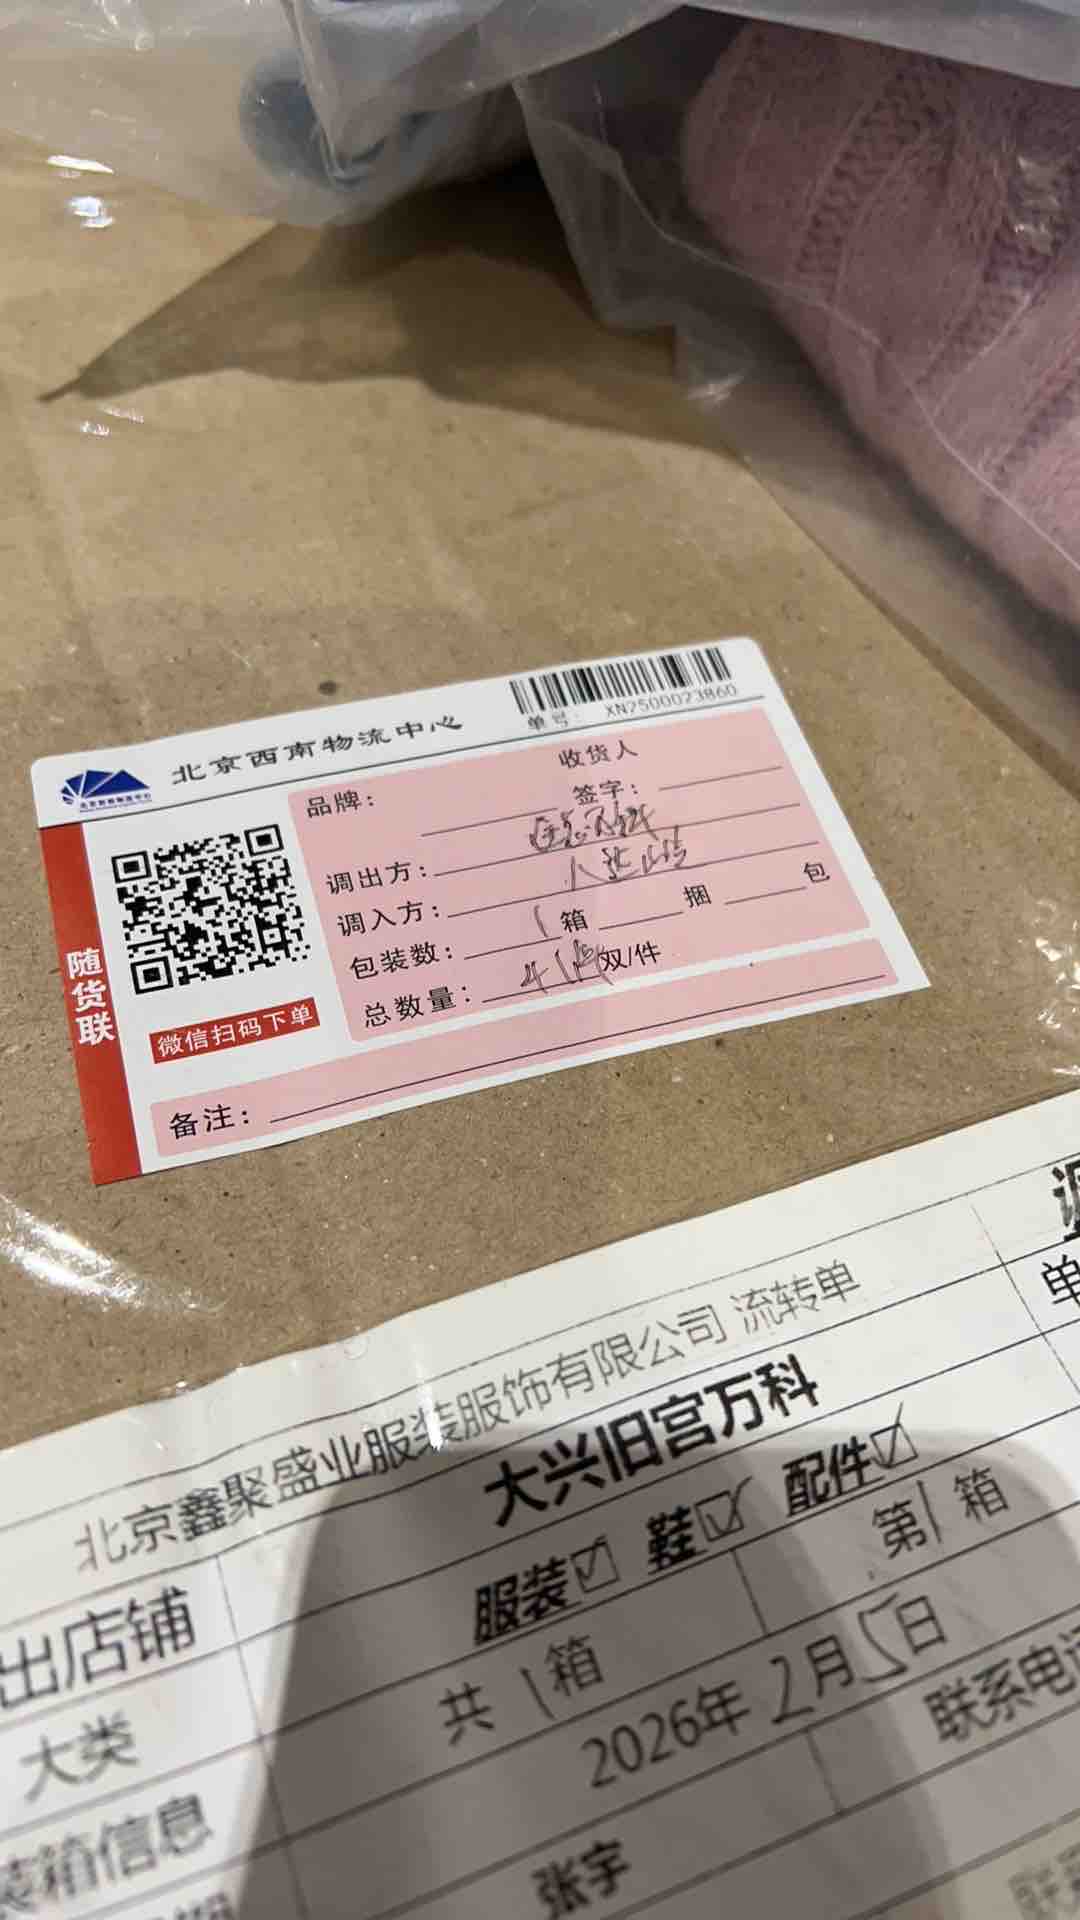 北京西南物流中心
单号: XN7500023860
收货人
品牌:
签字:
调出方:
调入方:
包装数: 1 箱 捆 包
总数量: 41 双/件
随货联
微信扫码下单
备注:
北京鑫聚盛业服装服饰有限公司 流转单
出店铺 大兴旧宫万科 单
大类 服装☑ 鞋☑ 配件☑
装箱信息 共 1 箱 第1箱
2026年2月5日
张宇 联系电